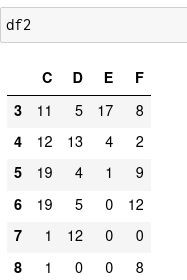 df2
C D E F
3 11 5 17 8
4 12 13 4 2
5 19 4 1 9
6 19 5 0 12
7 1 12 0 0
8 1 0 0 8